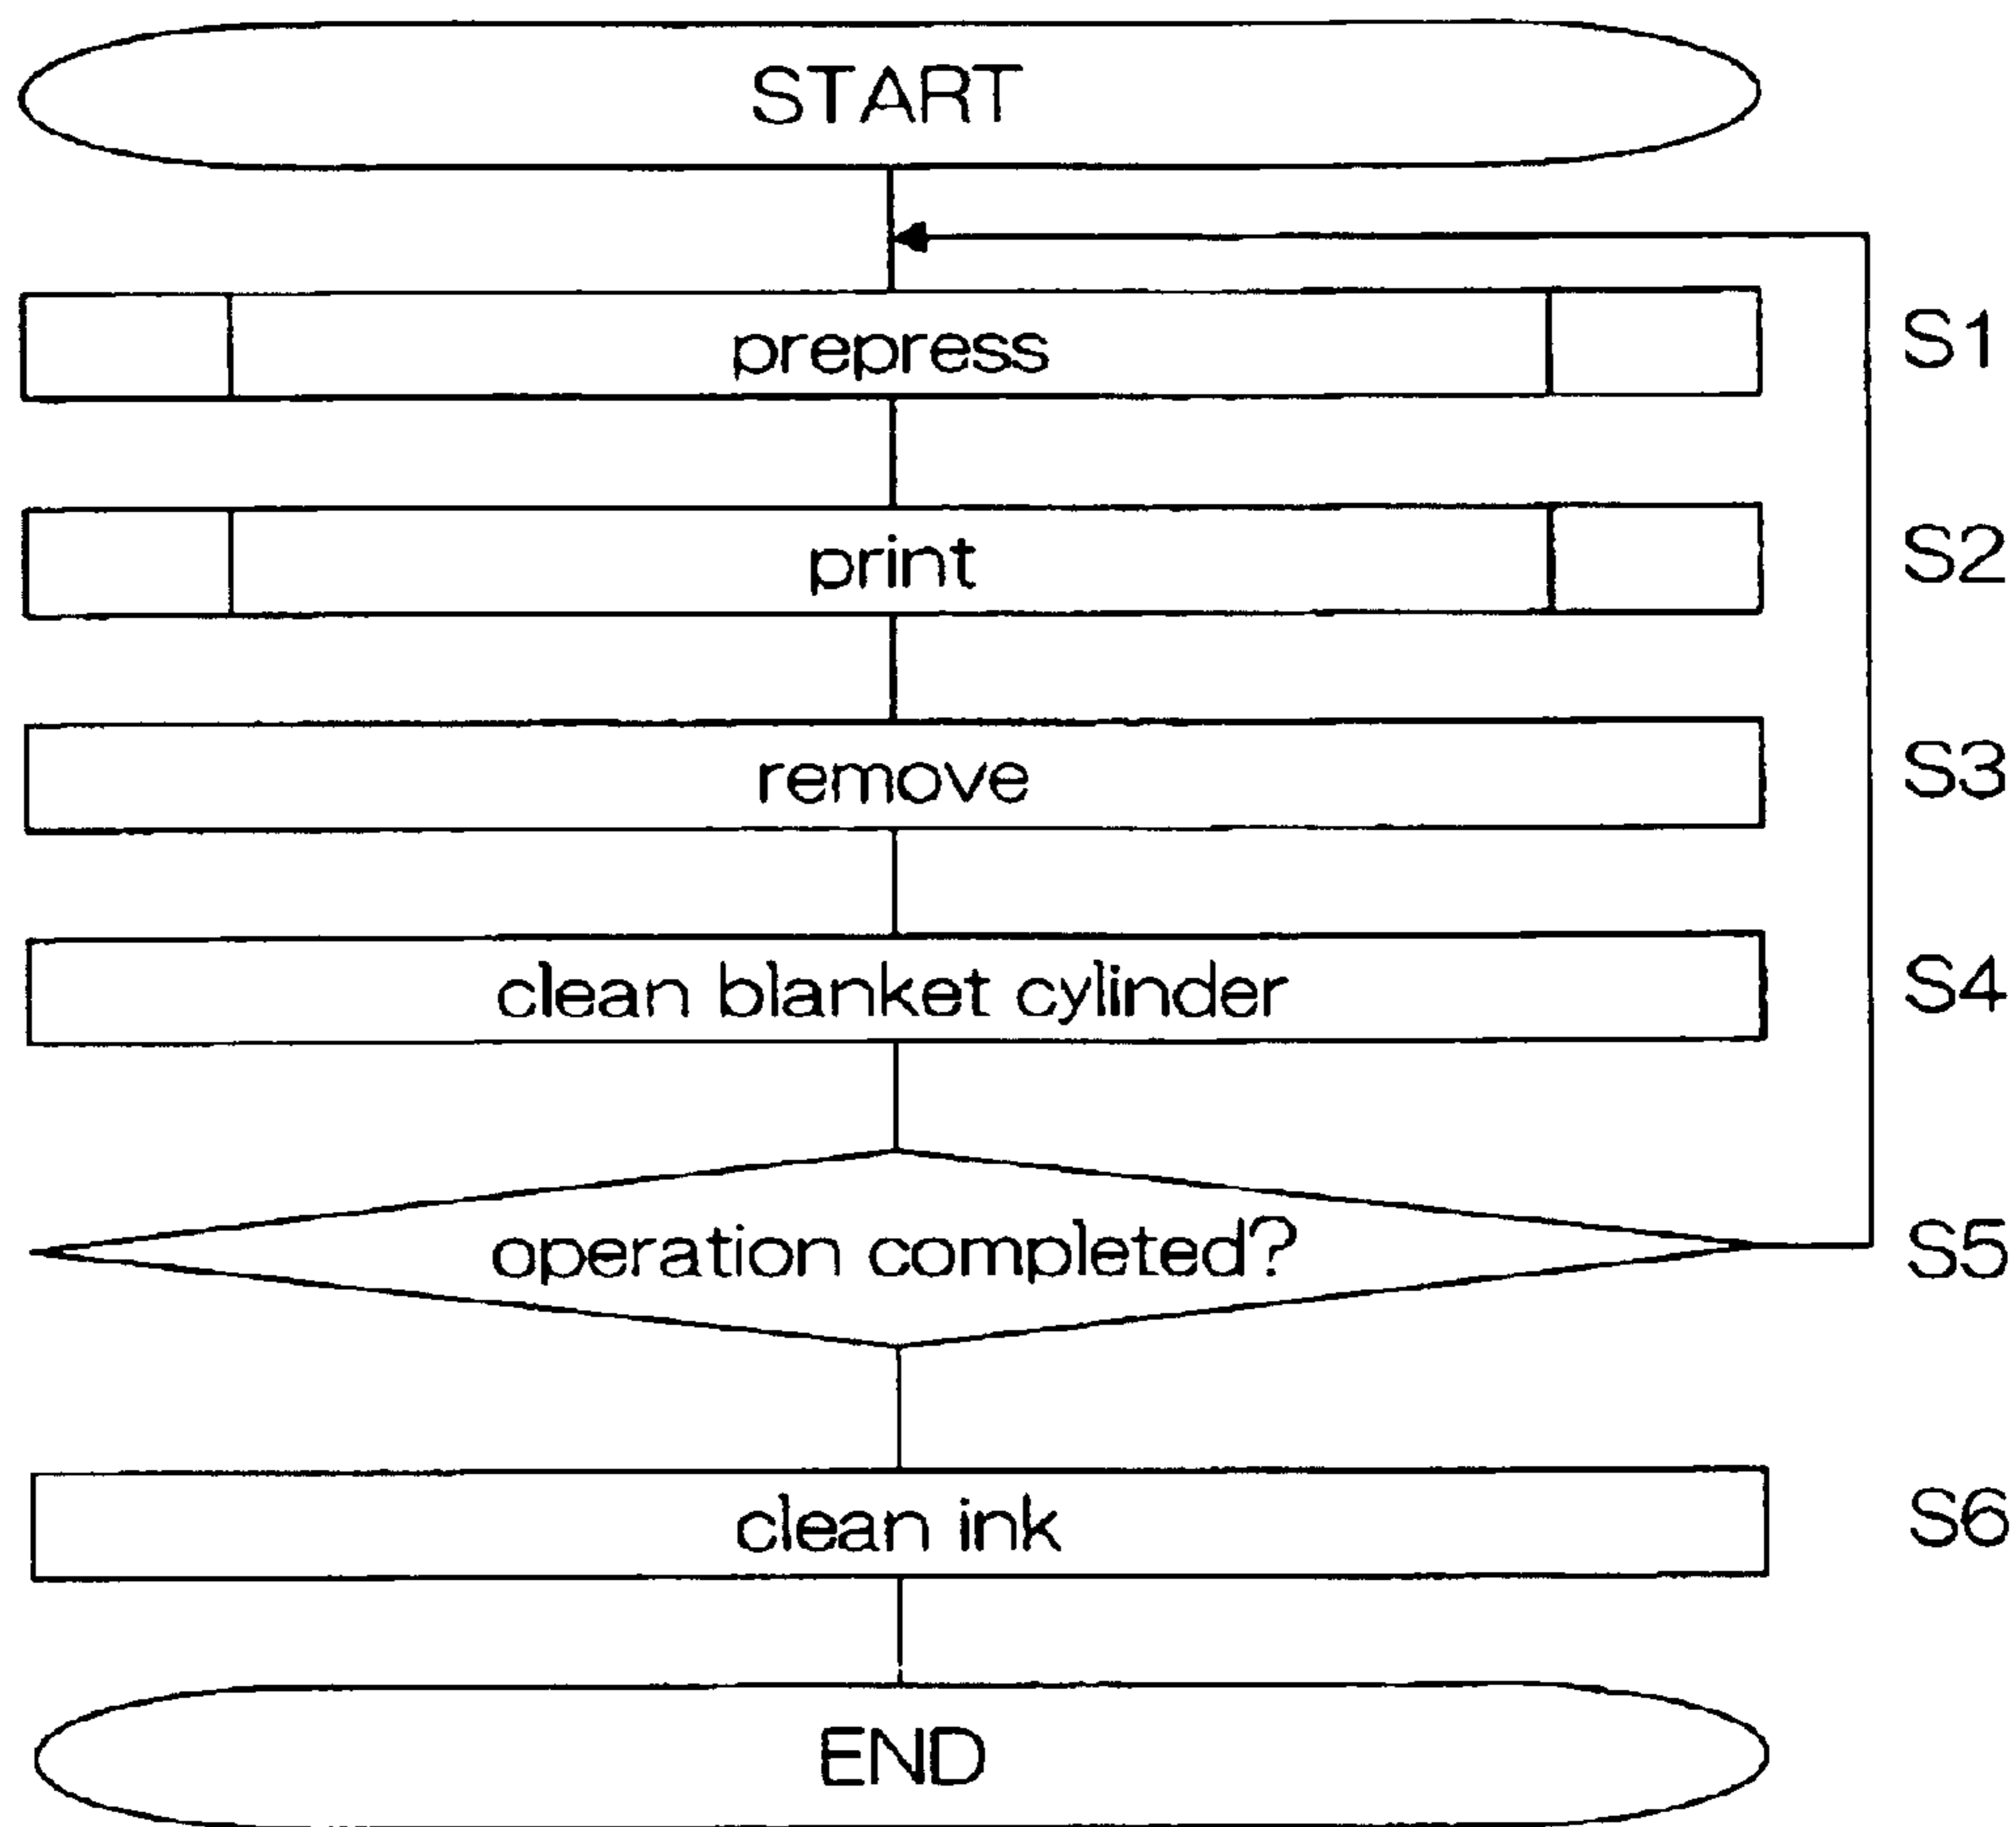 START
prepress S1
print S2
remove S3
clean blanket cylinder S4
operation completed? S5
clean ink S6
END